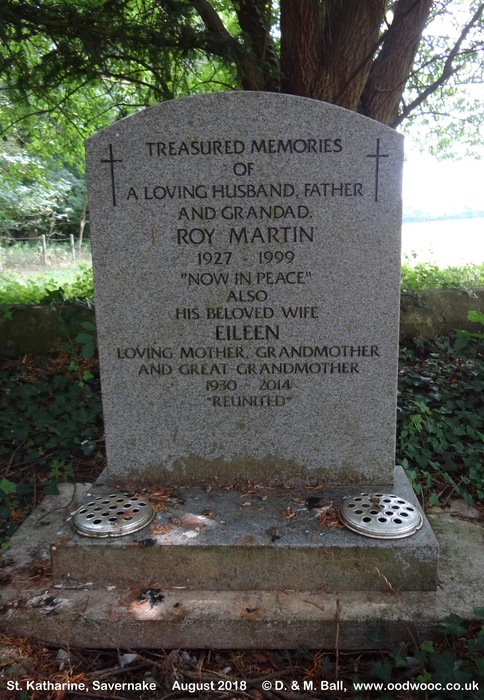 TREASURED MEMORIES
OF
A LOVING HUSBAND, FATHER
AND GRANDAD.
ROY MARTIN
1927 - 1999
"NOW IN PEACE"
ALSO
HIS BELOVED WIFE
EILEEN
LOVING MOTHER, GRANDMOTHER
AND GREAT-GRANDMOTHER
1930 - 2014
"REUNITED"
St. Katharine, Savernake August 2018 © D. & M. Ball, www.oodwooc.co.uk